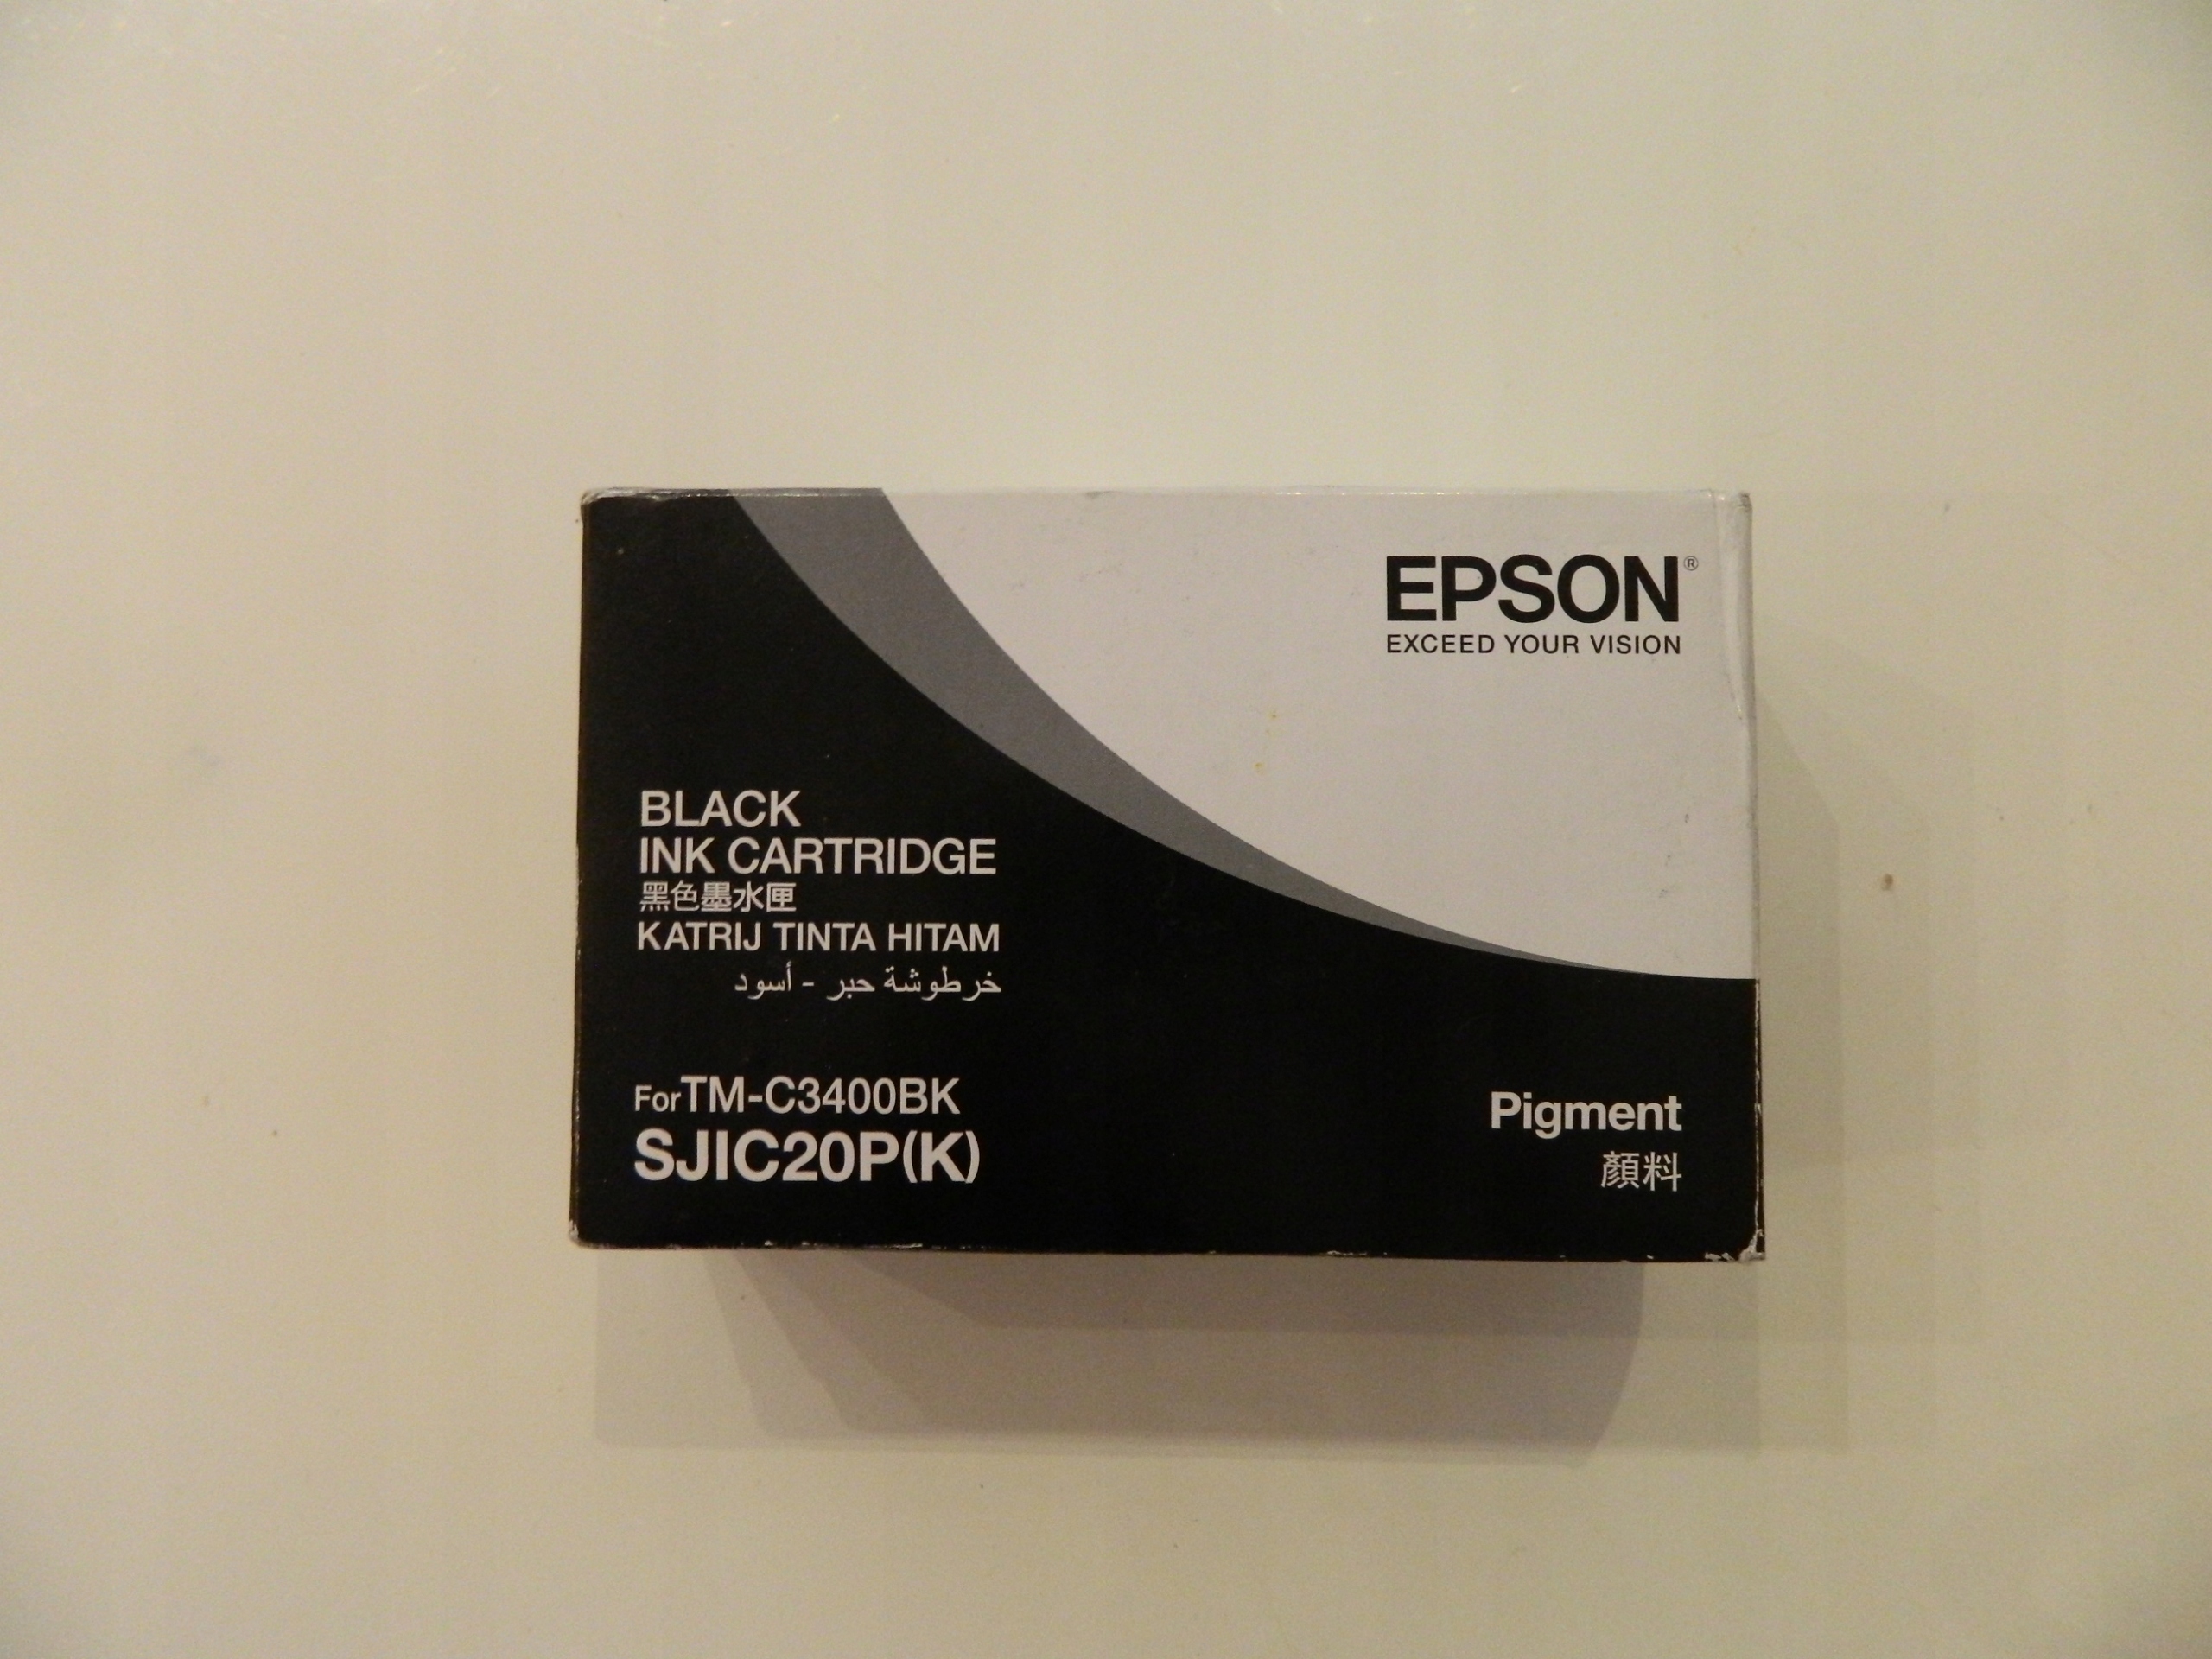 EPSON®
EXCEED YOUR VISION
BLACK
INK CARTRIDGE
黑色墨水匣
KATRIJ TINTA HITAM
خرطوشة حبر - أسود
For TM-C3400BK
SJIC20P(K)
Pigment
顏料